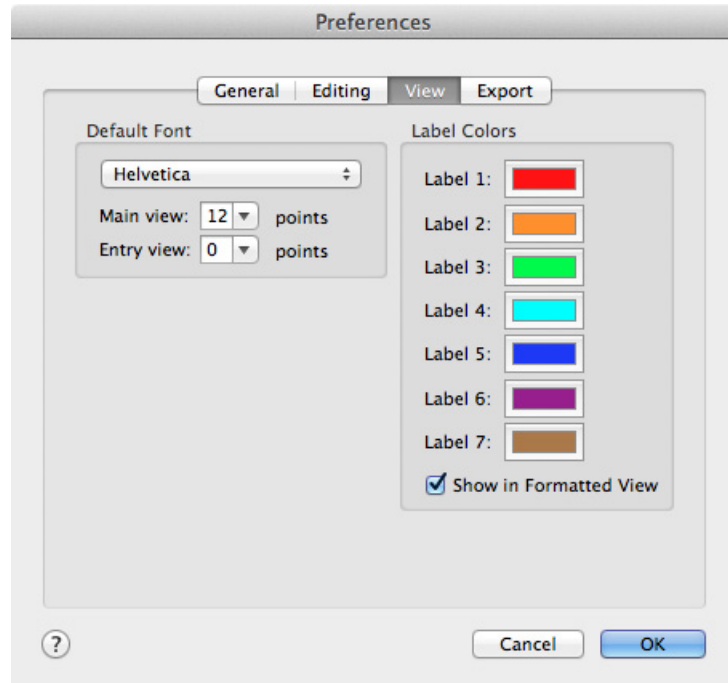 Preferences
General Editing View Export
Default Font
Helvetica
Main view: 12 points
Entry view: 0 points
Label Colors
Label 1:
Label 2:
Label 3:
Label 4:
Label 5:
Label 6:
Label 7:
Show in Formatted View
? Cancel OK